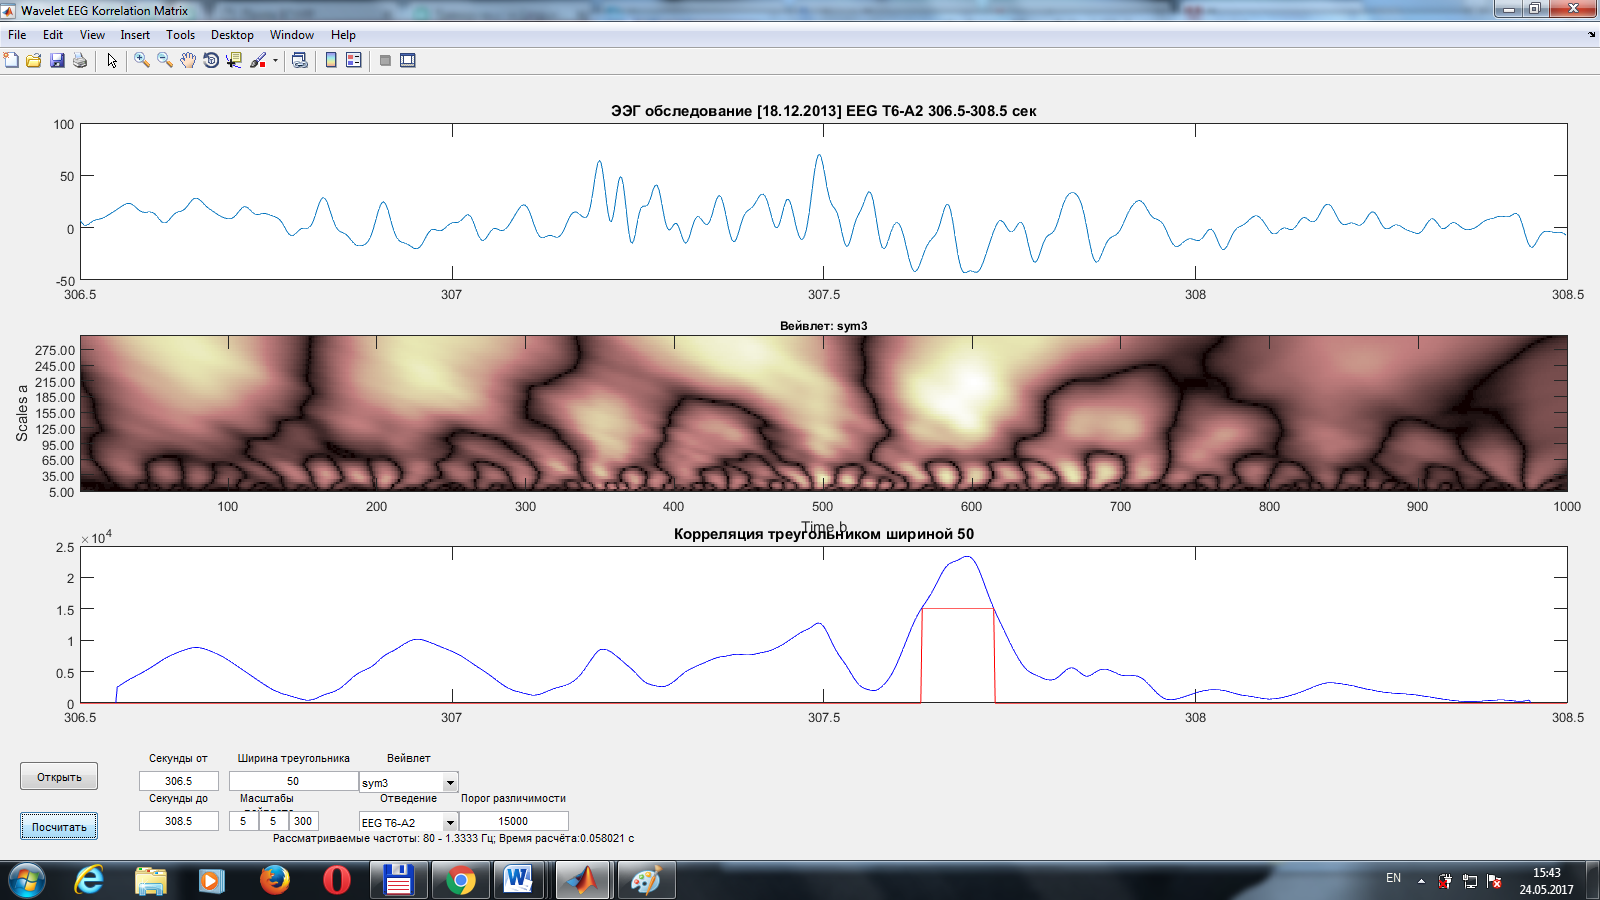 Wavelet EEG Korrelation Matrix
File Edit View Insert Tools Desktop Window Help
ЭЭГ обследование [18.12.2013] EEG T6-A2 306.5-308.5 сек
100
50
0
-50
306.5 307 307.5 308 308.5
Вейвлет: sym3
Scales a
275.00
245.00
215.00
185.00
155.00
125.00
95.00
65.00
35.00
5.00
100 200 300 400 500 600 700 800 900 1000
Time b
Корреляция треугольником шириной 50
×10^4
2.5
2
1.5
1
0.5
0
306.5 307 307.5 308 308.5
Секунды от Ширина треугольника Вейвлет
Открыть 306.5 50 sym3
Секунды до Масштабы Отведение Порог различимости
Посчитать 308.5 5 5 300 EEG T6-A2 15000
Рассматриваемые частоты: 80 - 1.3333 Гц; Время расчёта:0.058021 с
EN 15:43
24.05.2017